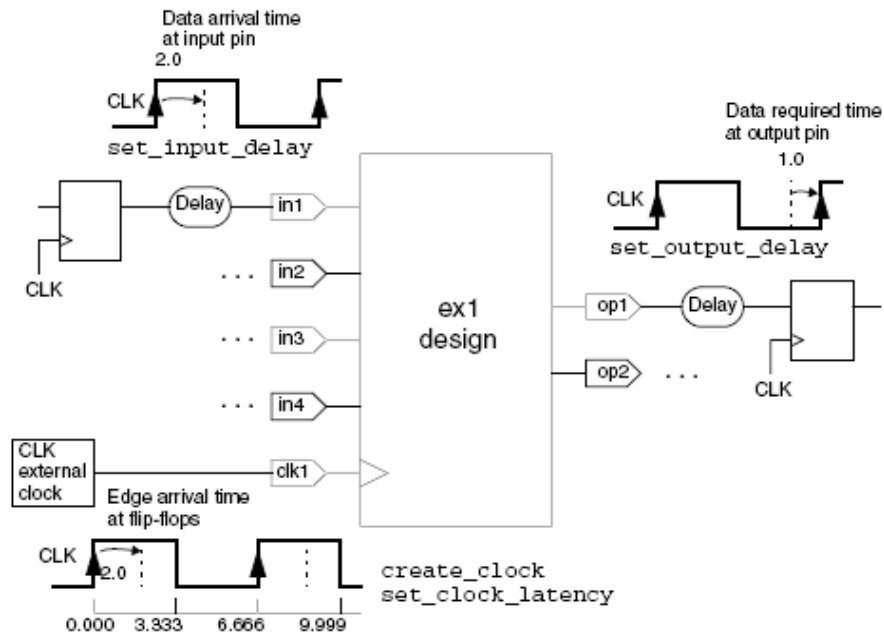 Data arrival time
at input pin
2.0
CLK
set_input_delay
Data required time
at output pin
1.0
CLK
set_output_delay
Delay
in1
CLK
. . .
in2
. . .
in3
. . .
in4
ex1
design
op1
Delay
op2
. . .
CLK
CLK
external
clock
clk1
Edge arrival time
at flip-flops
CLK
2.0
create_clock
set_clock_latency
0.000 3.333 6.666 9.999